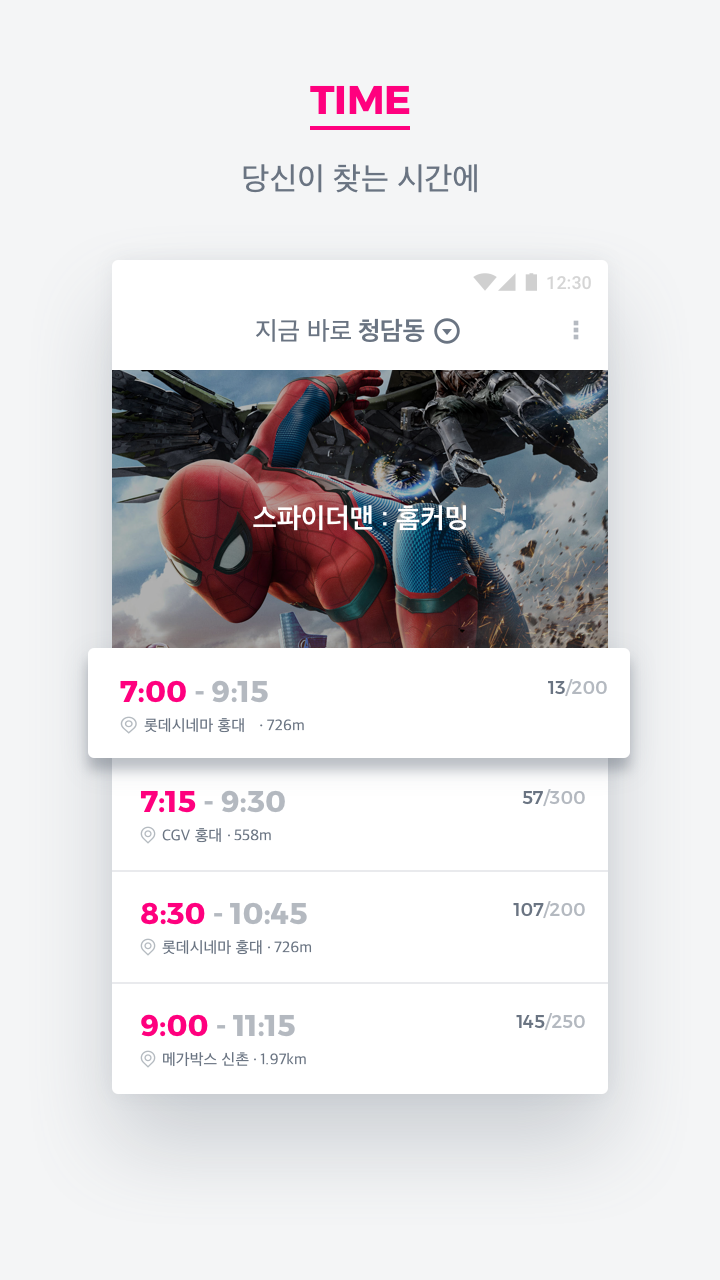 TIME
당신이 찾는 시간에
12:30
지금 바로 청담동
스파이더맨 : 홈커밍
7:00 - 9:15 13/200
롯데시네마 홍대 · 726m
7:15 - 9:30 57/300
CGV 홍대 · 558m
8:30 - 10:45 107/200
롯데시네마 홍대 · 726m
9:00 - 11:15 145/250
메가박스 신촌 · 1.97km